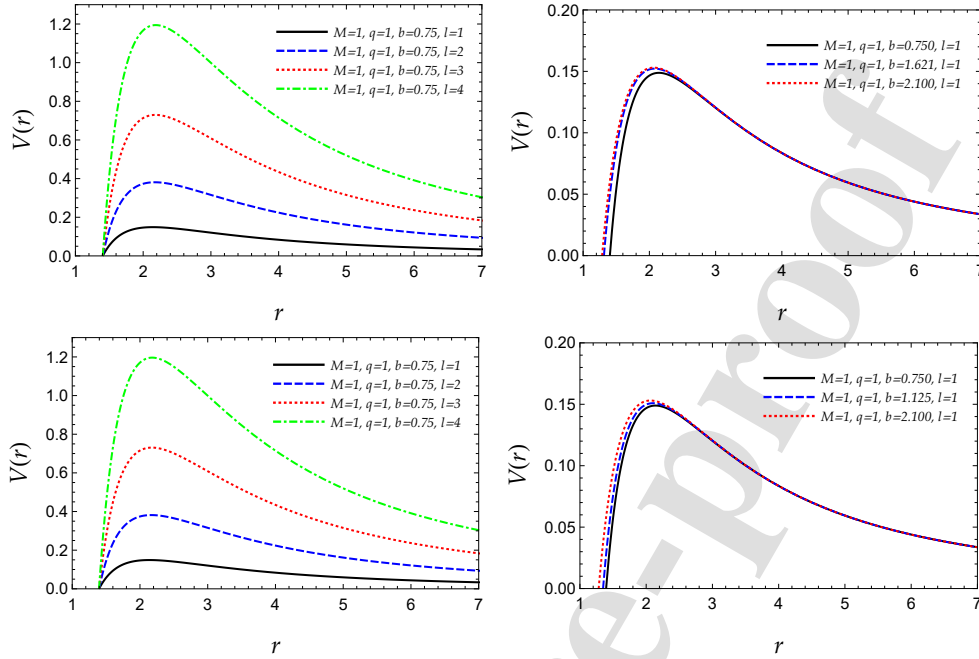 1.2
1.0
0.8
0.6
0.4
0.2
0.0
V(r)
M=1, q=1, b=0.75, l=1
M=1, q=1, b=0.75, l=2
M=1, q=1, b=0.75, l=3
M=1, q=1, b=0.75, l=4
1 2 3 4 5 6 7
r
0.20
0.15
0.10
0.05
0.00
V(r)
M=1, q=1, b=0.750, l=1
M=1, q=1, b=1.621, l=1
M=1, q=1, b=2.100, l=1
1 2 3 4 5 6 7
r
1.2
1.0
0.8
0.6
0.4
0.2
0.0
V(r)
M=1, q=1, b=0.75, l=1
M=1, q=1, b=0.75, l=2
M=1, q=1, b=0.75, l=3
M=1, q=1, b=0.75, l=4
1 2 3 4 5 6 7
r
0.20
0.15
0.10
0.05
0.00
V(r)
M=1, q=1, b=0.750, l=1
M=1, q=1, b=1.125, l=1
M=1, q=1, b=2.100, l=1
1 2 3 4 5 6 7
r
e-proof